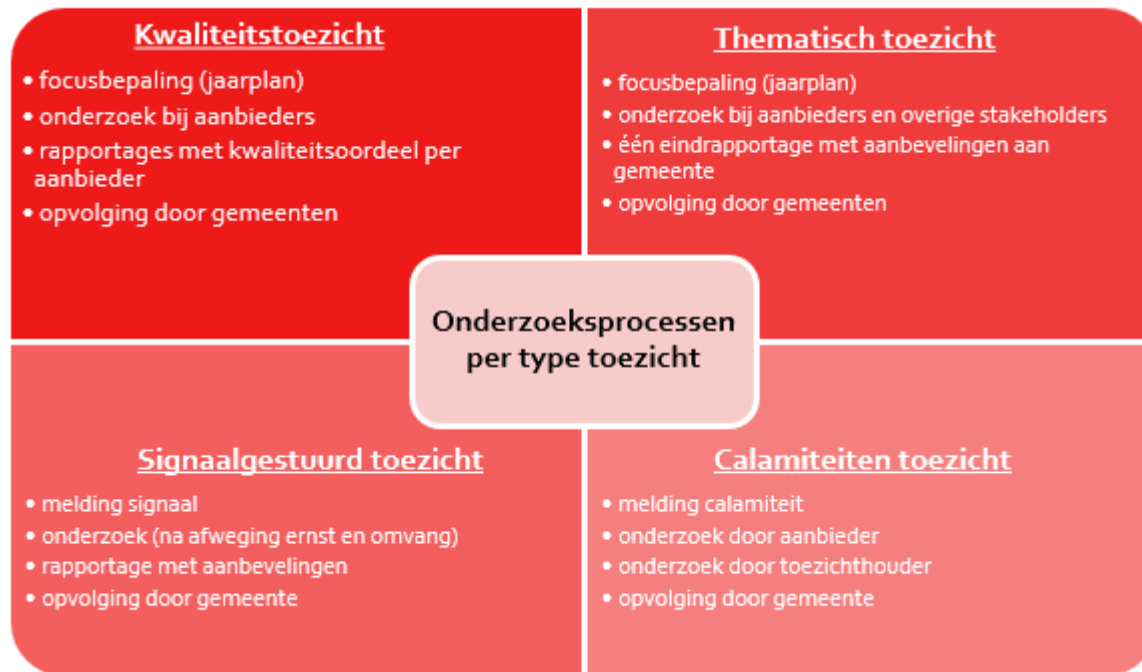 Kwaliteitstoezicht
• focusbepaling (jaarplan)
• onderzoek bij aanbieders
• rapportages met kwaliteitsoordeel per
aanbieder
• opvolging door gemeenten
Thematisch toezicht
• focusbepaling (jaarplan)
• onderzoek bij aanbieders en overige stakeholders
• één eindrapportage met aanbevelingen aan
gemeente
• opvolging door gemeenten
Onderzoeksprocessen
per type toezicht
Signaalgestuurd toezicht
• melding signaal
• onderzoek (na afweging ernst en omvang)
• rapportage met aanbevelingen
• opvolging door gemeente
Calamiteiten toezicht
• melding calamiteit
• onderzoek door aanbieder
• onderzoek door toezichthouder
• opvolging door gemeente